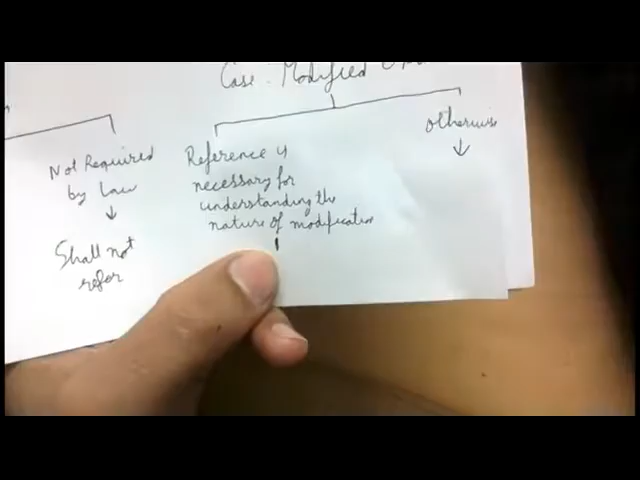 Case: Modified
Not Required
by Law
Shall not
refer
Reference is
necessary for
understanding the
nature of modification
otherwise